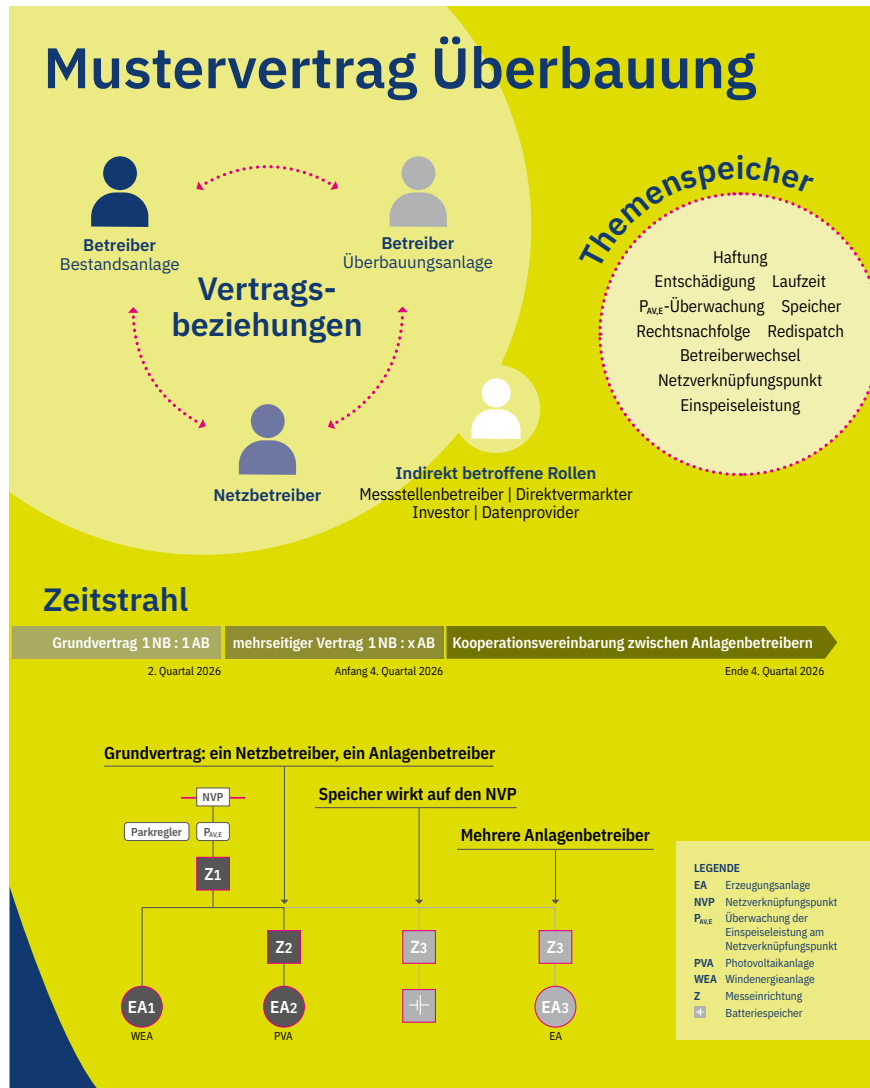 Mustervertrag Überbauung
Betreiber
Bestandsanlage
Betreiber
Überbauungsanlage
Vertrags-
beziehungen
Netzbetreiber
Indirekt betroffene Rollen
Messstellenbetreiber | Direktvermarkter
Investor | Datenprovider
Themenspeicher
Haftung
Entschädigung Laufzeit
PAV,E-Überwachung Speicher
Rechtsnachfolge Redispatch
Betreiberwechsel
Netzverknüpfungspunkt
Einspeiseleistung
Zeitstrahl
Grundvertrag 1 NB : 1 AB
mehrseitiger Vertrag 1 NB : x AB
Kooperationsvereinbarung zwischen Anlagenbetreibern
2. Quartal 2026
Anfang 4. Quartal 2026
Ende 4. Quartal 2026
Grundvertrag: ein Netzbetreiber, ein Anlagenbetreiber
Speicher wirkt auf den NVP
Mehrere Anlagenbetreiber
NVP
Parkregler
PAV,E
Z1
Z2
Z3
Z3
EA1
EA2
EA3
WEA
PVA
EA
LEGENDE
EA Erzeugungsanlage
NVP Netzverknüpfungspunkt
PAV,E Überwachung der
Einspeiseleistung am
Netzverknüpfungspunkt
PVA Photovoltaikanlage
WEA Windenergieanlage
Z Messeinrichtung
Batteriespeicher